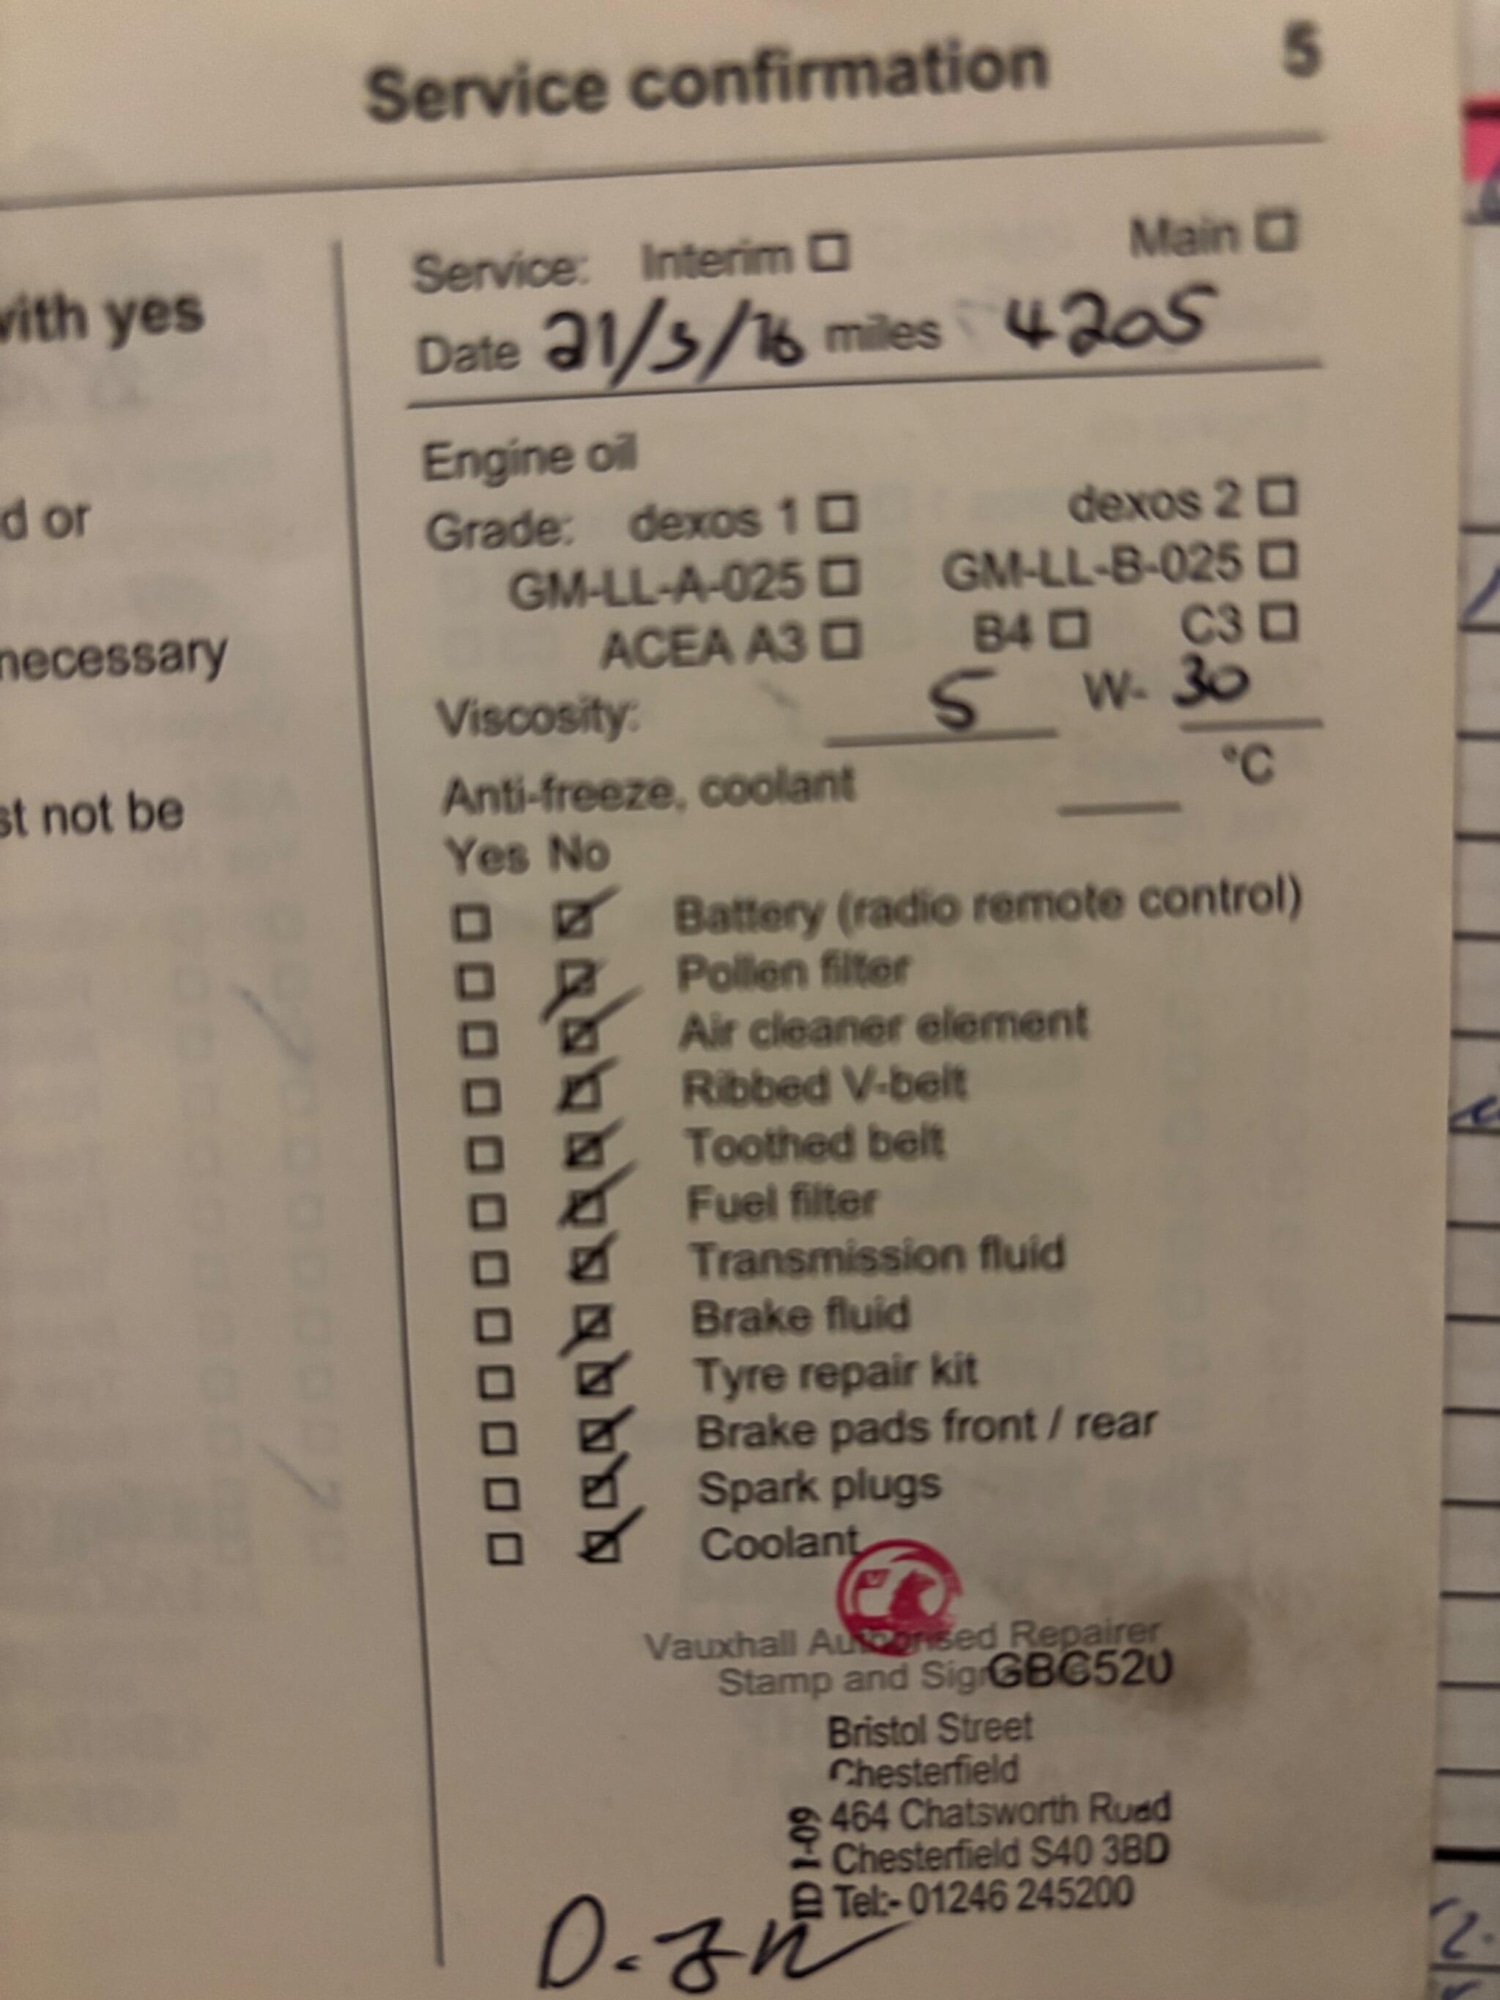 Service confirmation 5
with yes
d or
necessary
st not be
Service: Interim ☐ Main ☐
Date 21/3/16 miles 4205
Engine oil
Grade: dexos 1 ☐ dexos 2 ☐
GM-LL-A-025 ☐ GM-LL-B-025 ☐
ACEA A3 ☐ B4 ☐ C3 ☐
Viscosity: 5 W- 30
Anti-freeze, coolant °C
Yes No
Battery (radio remote control)
Pollen filter
Air cleaner element
Ribbed V-belt
Toothed belt
Fuel filter
Transmission fluid
Brake fluid
Tyre repair kit
Brake pads front / rear
Spark plugs
Coolant
Vauxhall Authorised Repairer
Stamp and Sig GBC520
Bristol Street
Chesterfield
464 Chatsworth Road
Chesterfield S40 3BD
Tel:- 01246 245200
ID 1-09